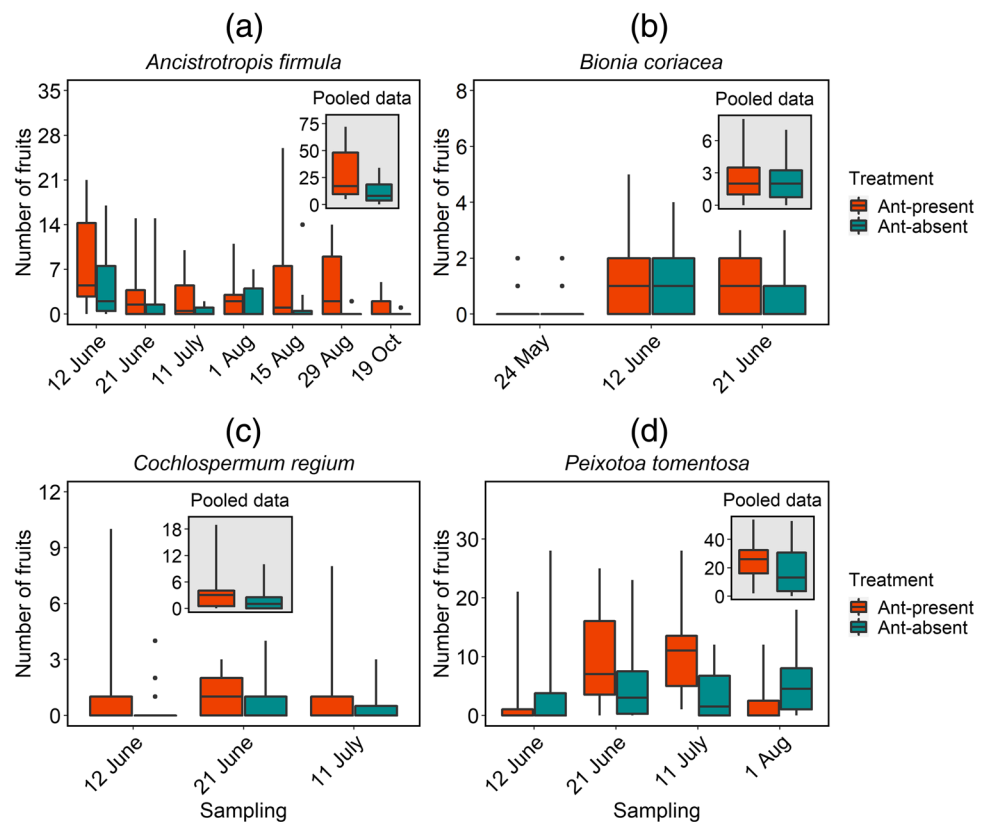 (a)
Ancistrotropis firmula
Number of fruits
35
28
21
14
7
0
Pooled data
75
50
25
0
12 June
21 June
11 July
1 Aug
15 Aug
29 Aug
19 Oct
(b)
Bionia coriacea
Number of fruits
8
6
4
2
0
Pooled data
6
3
0
24 May
12 June
21 June
Treatment
Ant-present
Ant-absent
(c)
Cochlospermum regium
Number of fruits
12
9
6
3
0
Pooled data
18
12
6
0
12 June
21 June
11 July
Sampling
(d)
Peixotoa tomentosa
Number of fruits
30
20
10
0
Pooled data
40
20
0
12 June
21 June
11 July
1 Aug
Sampling
Treatment
Ant-present
Ant-absent